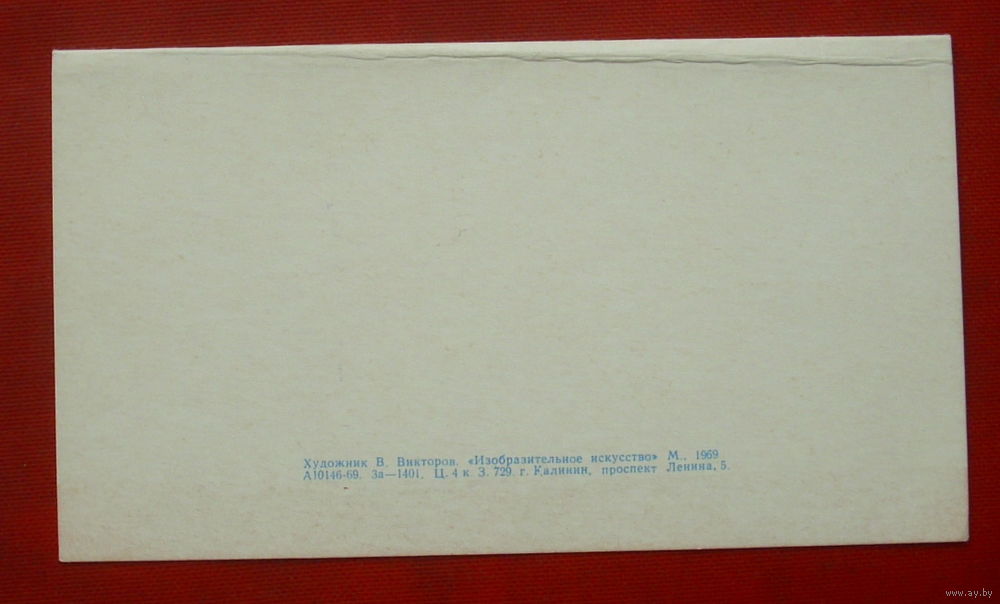 Художник В. Викторов. «Изобразительное искусство» М., 1969
А10146-69. За—1401. Ц. 4 к. З. 729. г. Калинин, проспект Ленина, 5.
www.ay.by